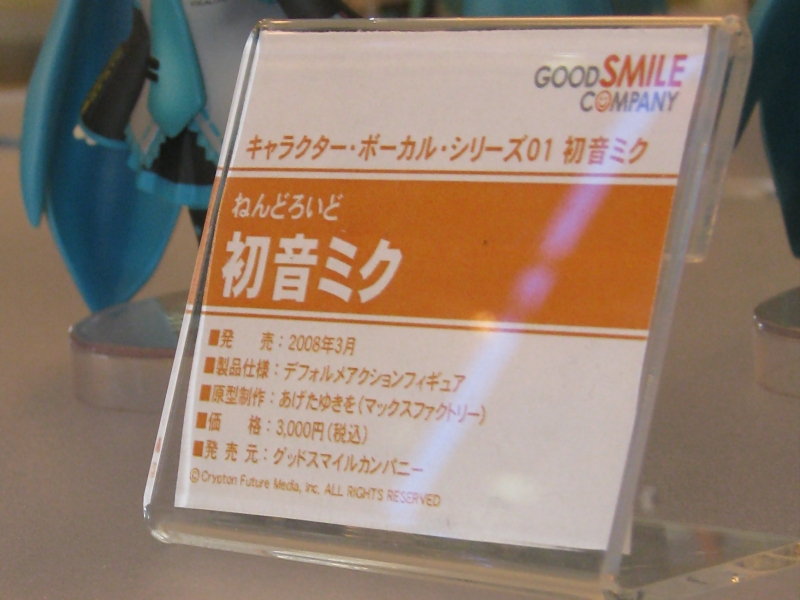 GOOD SMILE
COMPANY
キャラクター・ボーカル・シリーズ01 初音ミク
ねんどろいど
初音ミク
■発　売：2008年3月
■製品仕様：デフォルメアクションフィギュア
■原型制作：あげたゆきを（マックスファクトリー）
■価　格：3,000円（税込）
■発売元：グッドスマイルカンパニー
©Crypton Future Media, Inc. ALL RIGHTS RESERVED